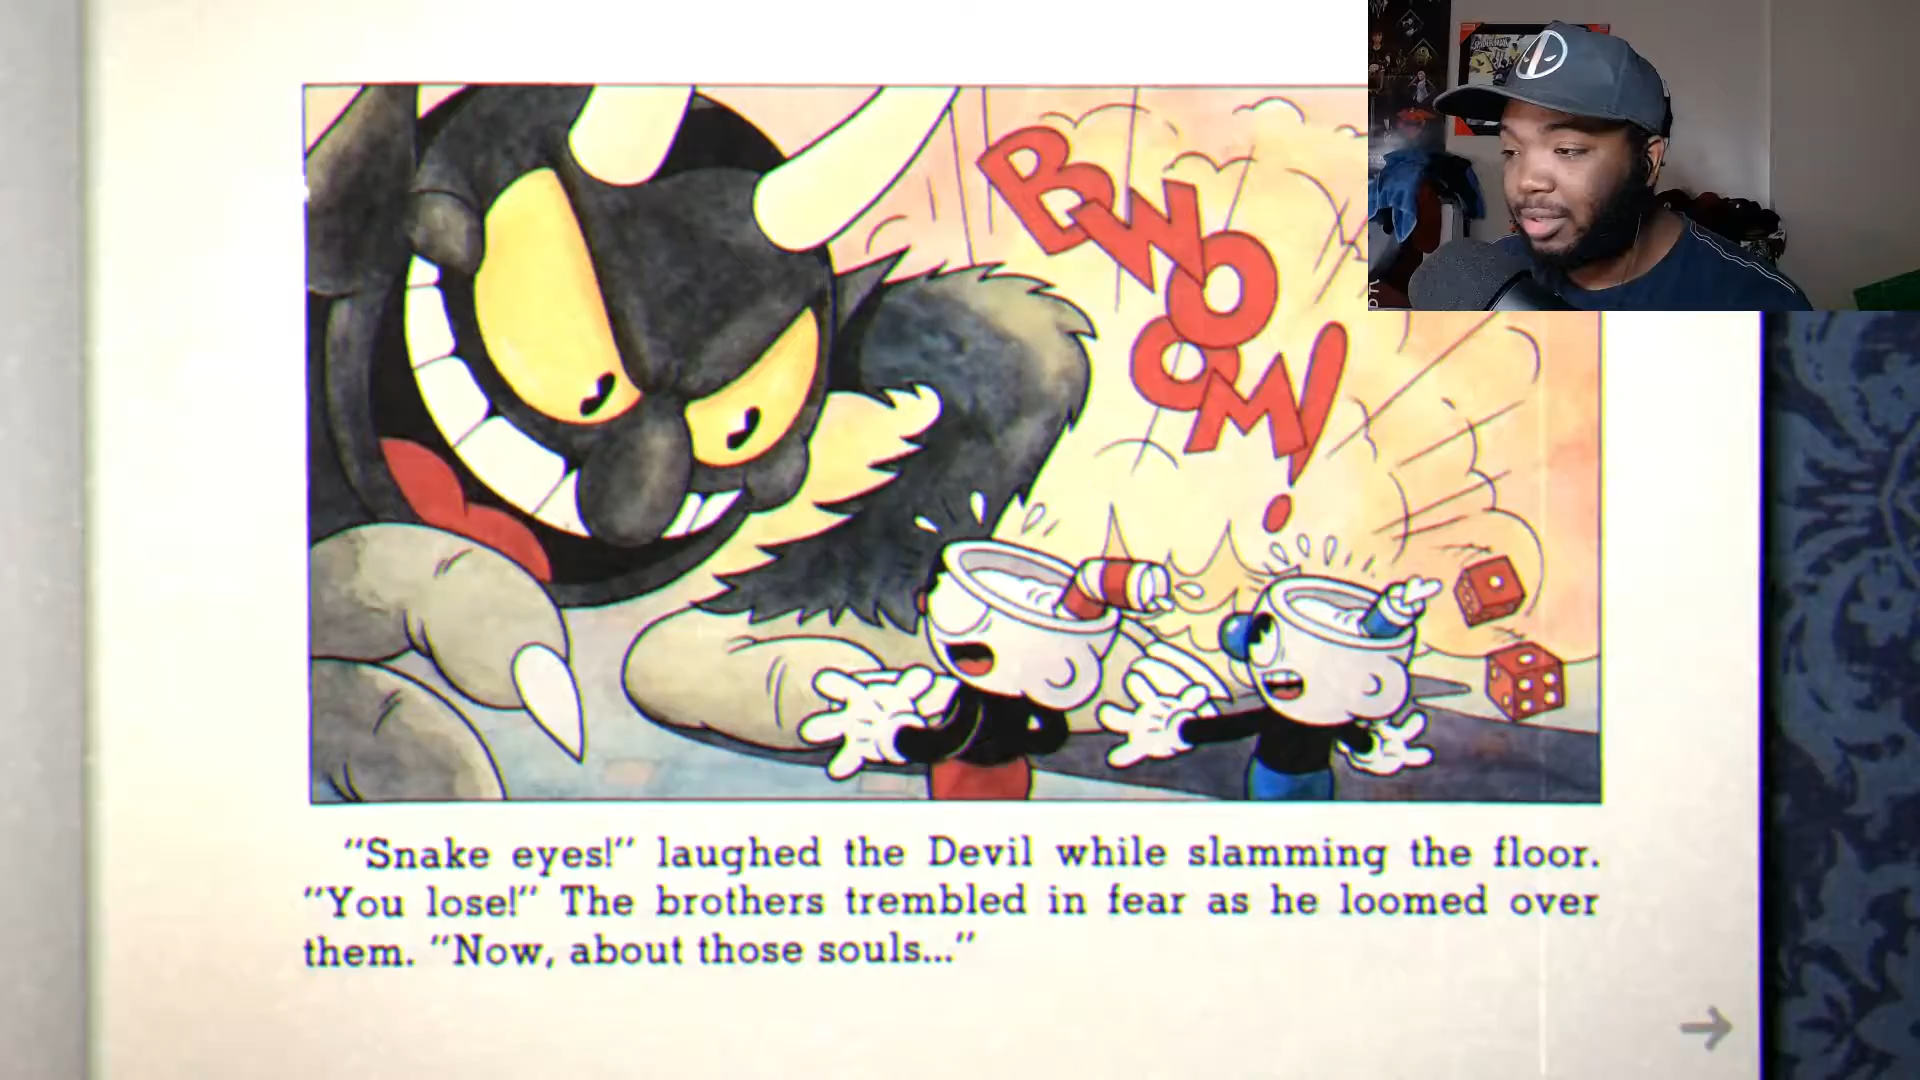 BWOOM!
“Snake eyes!” laughed the Devil while slamming the floor.
“You lose!” The brothers trembled in fear as he loomed over
them. “Now, about those souls...”